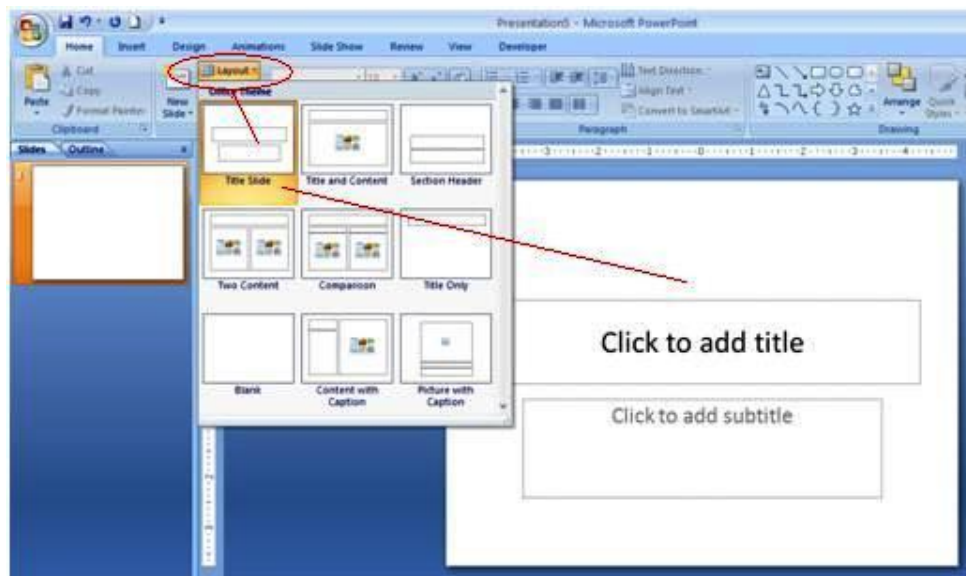 Presentation5 - Microsoft PowerPoint
Home Insert Design Animations Slide Show Review View Developer
Cut
Copy
Format Painter
Paste
Clipboard
New
Slide
Layout
Office Theme
Title Slide
Title and Content
Section Header
Two Content
Comparison
Title Only
Blank
Content with
Caption
Picture with
Caption
Text Direction
Align Text
Convert to SmartArt
Paragraph
Arrange
Quick
Styles
Drawing
Slides Outline
Click to add title
Click to add subtitle